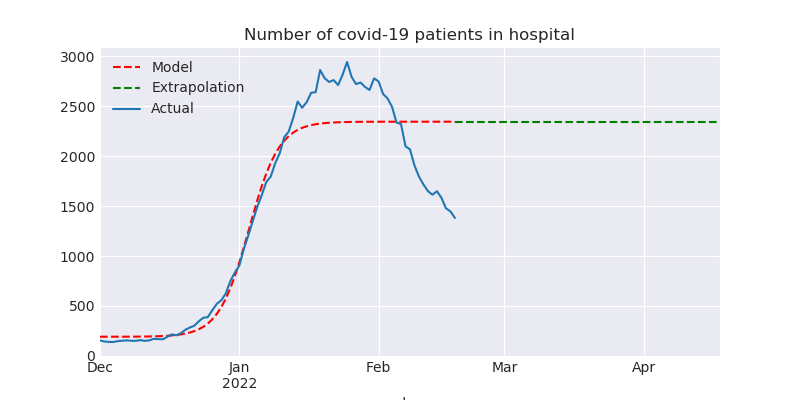 Number of covid-19 patients in hospital
Model
Extrapolation
Actual
3000
2500
2000
1500
1000
500
0
Dec Jan Feb Mar Apr
2022